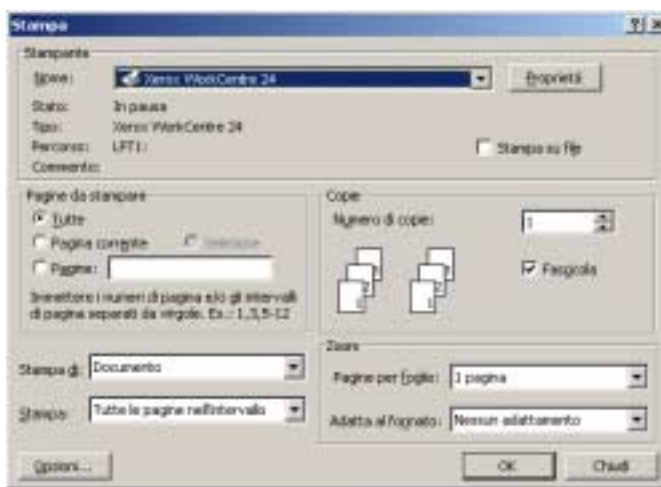 Stampa
Stampante
Nome: Xerox WorkCentre 24 Proprietà
Stato: In pausa
Tipo: Xerox WorkCentre 24
Percorso: LPT1: Stampa su file
Commento:
Pagine da stampare
Tutte
Pagina corrente Selezione
Pagine:
Immettere i numeri di pagina e/o gli intervalli
di pagina separati da virgole. Es.: 1,3,5-12
Copie
Numero di copie: 1
Fascicola
Stampa di: Documento
Stampa: Tutte le pagine nell'intervallo
Zoom
Pagine per foglio: 1 pagina
Adatta al formato: Nessun adattamento
Opzioni... OK Chiudi